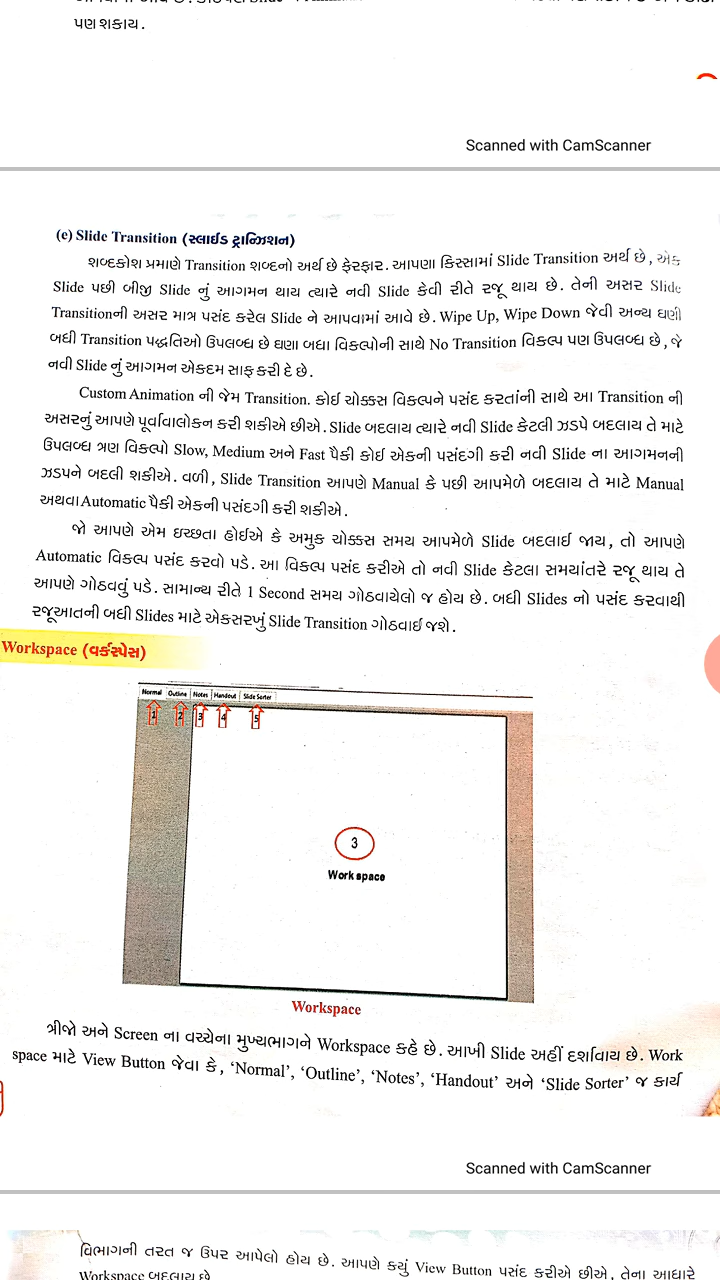 પણ શકાય.
Scanned with CamScanner
(e) Slide Transition (સ્લાઈડ ટ્રાન્ઝિશન)
શબ્દકોશ પ્રમાણે Transition શબ્દનો અર્થ છે ફેરફાર. આપણા કિસ્સામાં Slide Transition અર્થ છે, એક
Slide પછી બીજી Slide નું આગમન થાય ત્યારે નવી Slide કેવી રીતે રજૂ થાય છે. તેની અસર Slide
Transitionની અસર માત્ર પસંદ કરેલ Slide ને આપવામાં આવે છે. Wipe Up, Wipe Down જેવી અન્ય ઘણી
બધી Transition પદ્ધતિઓ ઉપલબ્ધ છે ઘણા બધા વિકલ્પોની સાથે No Transition વિકલ્પ પણ ઉપલબ્ધ છે, જે
નવી Slide નું આગમન એકદમ સાફ કરી દે છે.
Custom Animation ની જેમ Transition. કોઈ ચોક્કસ વિકલ્પને પસંદ કરતાંની સાથે આ Transition ની
અસરનું આપણે પૂર્વાવાલોકન કરી શકીએ છીએ. Slide બદલાય ત્યારે નવી Slide કેટલી ઝડપે બદલાય તે માટે
ઉપલબ્ધ ત્રણ વિકલ્પો Slow, Medium અને Fast પૈકી કોઈ એકની પસંદગી કરી નવી Slide ના આગમનની
ઝડપને બદલી શકીએ. વળી, Slide Transition આપણે Manual કે પછી આપમેળે બદલાય તે માટે Manual
અથવા Automatic પૈકી એકની પસંદગી કરી શકીએ.
જો આપણે એમ ઇચ્છતા હોઈએ કે અમુક ચોક્કસ સમય આપમેળે Slide બદલાઈ જાય, તો આપણે
Automatic વિકલ્પ પસંદ કરવો પડે. આ વિકલ્પ પસંદ કરીએ તો નવી Slide કેટલા સમયાંતરે રજૂ થાય તે
આપણે ગોઠવવું પડે. સામાન્ય રીતે 1 Second સમય ગોઠવાયેલો જ હોય છે. બધી Slides નો પસંદ કરવાથી
રજૂઆતની બધી Slides માટે એકસરખું Slide Transition ગોઠવાઈ જશે.
Workspace (વર્કસ્પેસ)
Normal Outline Notes Handout Slide Sorter
1 2 3 4 5
3
Work space
Workspace
ત્રીજો અને Screen ના વચ્ચેના મુખ્યભાગને Workspace કહે છે. આખી Slide અહીં દર્શાવાય છે. Work
space માટે View Button જેવા કે, ‘Normal’, ‘Outline’, ‘Notes’, ‘Handout’ અને ‘Slide Sorter’ જ કાર્ય
Scanned with CamScanner
વિભાગની તરત જ ઉપર આપેલો હોય છે. આપણે કયું View Button પસંદ કરીએ છીએ, તેના આધારે
Workspace બદલાય છે